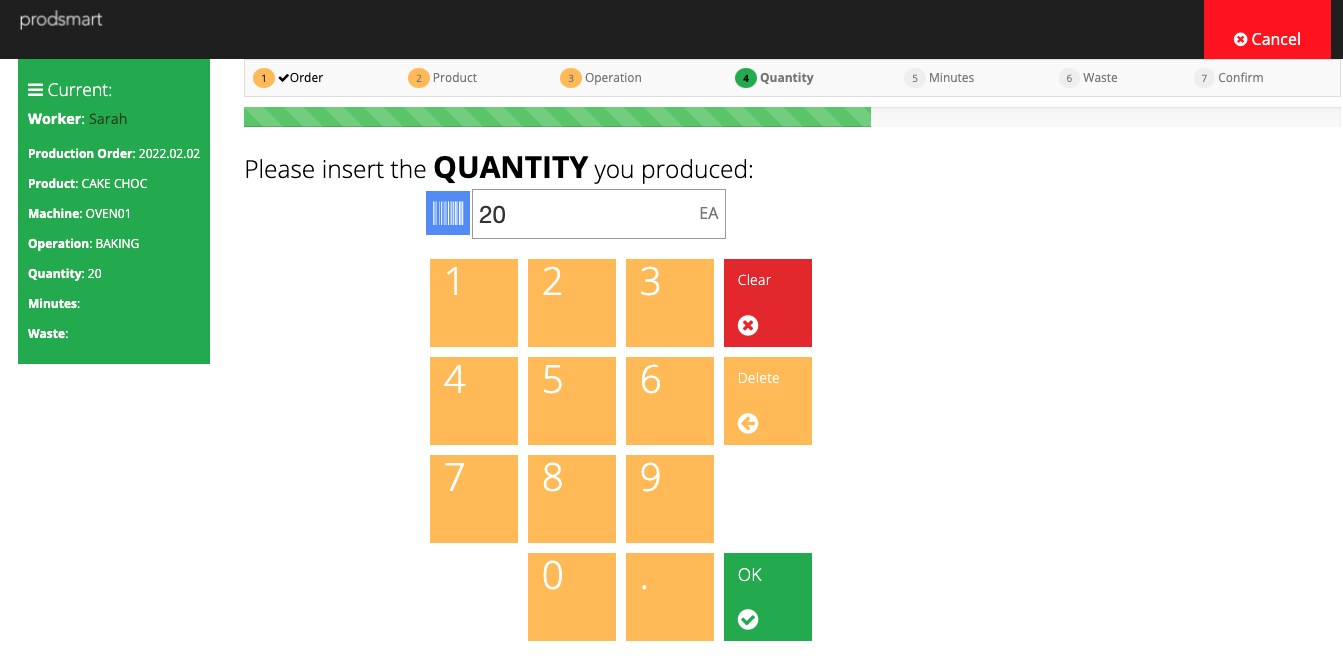 prodsmart
Cancel
Current:
Worker: Sarah
Production Order: 2022.02.02
Product: CAKE CHOC
Machine: OVEN01
Operation: BAKING
Quantity: 20
Minutes:
Waste:
1 Order 2 Product 3 Operation 4 Quantity 5 Minutes 6 Waste 7 Confirm
Please insert the QUANTITY you produced:
20 EA
1 2 3 Clear
4 5 6 Delete
7 8 9
0 . OK